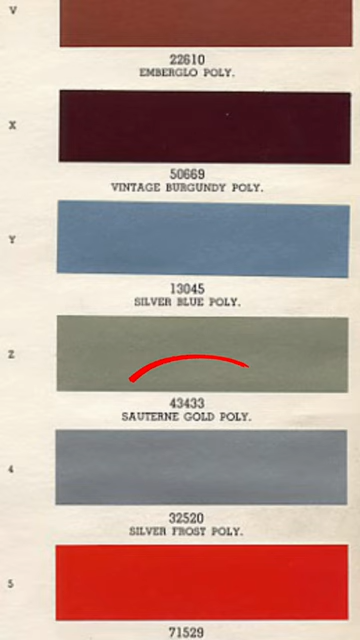 V
22610
EMBERGLO POLY.
X
50669
VINTAGE BURGUNDY POLY.
Y
13045
SILVER BLUE POLY.
Z
43433
SAUTERNE GOLD POLY.
4
32520
SILVER FROST POLY.
5
71529